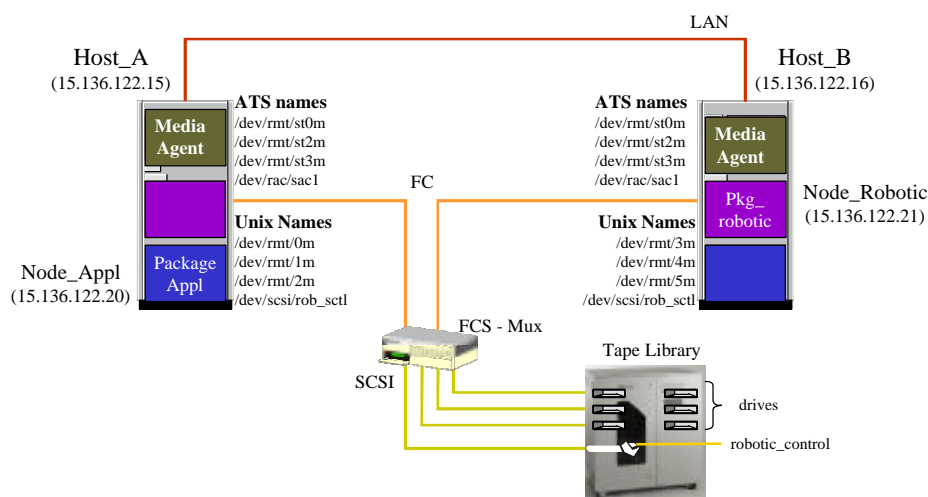 LAN
Host_A
(15.136.122.15)
Host_B
(15.136.122.16)
ATS names
/dev/rmt/st0m
/dev/rmt/st2m
/dev/rmt/st3m
/dev/rac/sac1
Media
Agent
Unix Names
/dev/rmt/0m
/dev/rmt/1m
/dev/rmt/2m
/dev/scsi/rob_sctl
Node_Appl
(15.136.122.20)
Package
Appl
FC
ATS names
/dev/rmt/st0m
/dev/rmt/st2m
/dev/rmt/st3m
/dev/rac/sac1
Media
Agent
Pkg_
robotic
Node_Robotic
(15.136.122.21)
Unix Names
/dev/rmt/3m
/dev/rmt/4m
/dev/rmt/5m
/dev/scsi/rob_sctl
FCS - Mux
SCSI
Tape Library
drives
robotic_control